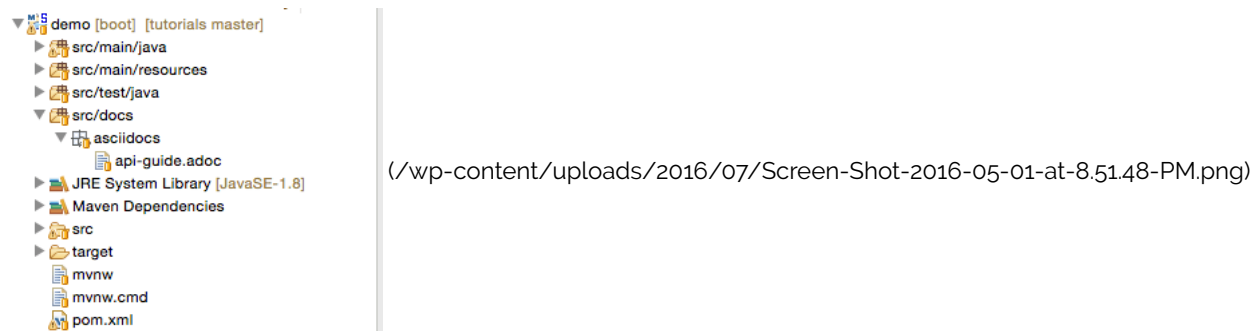 demo [boot] [tutorials master]
src/main/java
src/main/resources
src/test/java
src/docs
asciidocs
api-guide.adoc
(/wp-content/uploads/2016/07/Screen-Shot-2016-05-01-at-8.51.48-PM.png)
JRE System Library [JavaSE-1.8]
Maven Dependencies
src
target
mvnw
mvnw.cmd
pom.xml